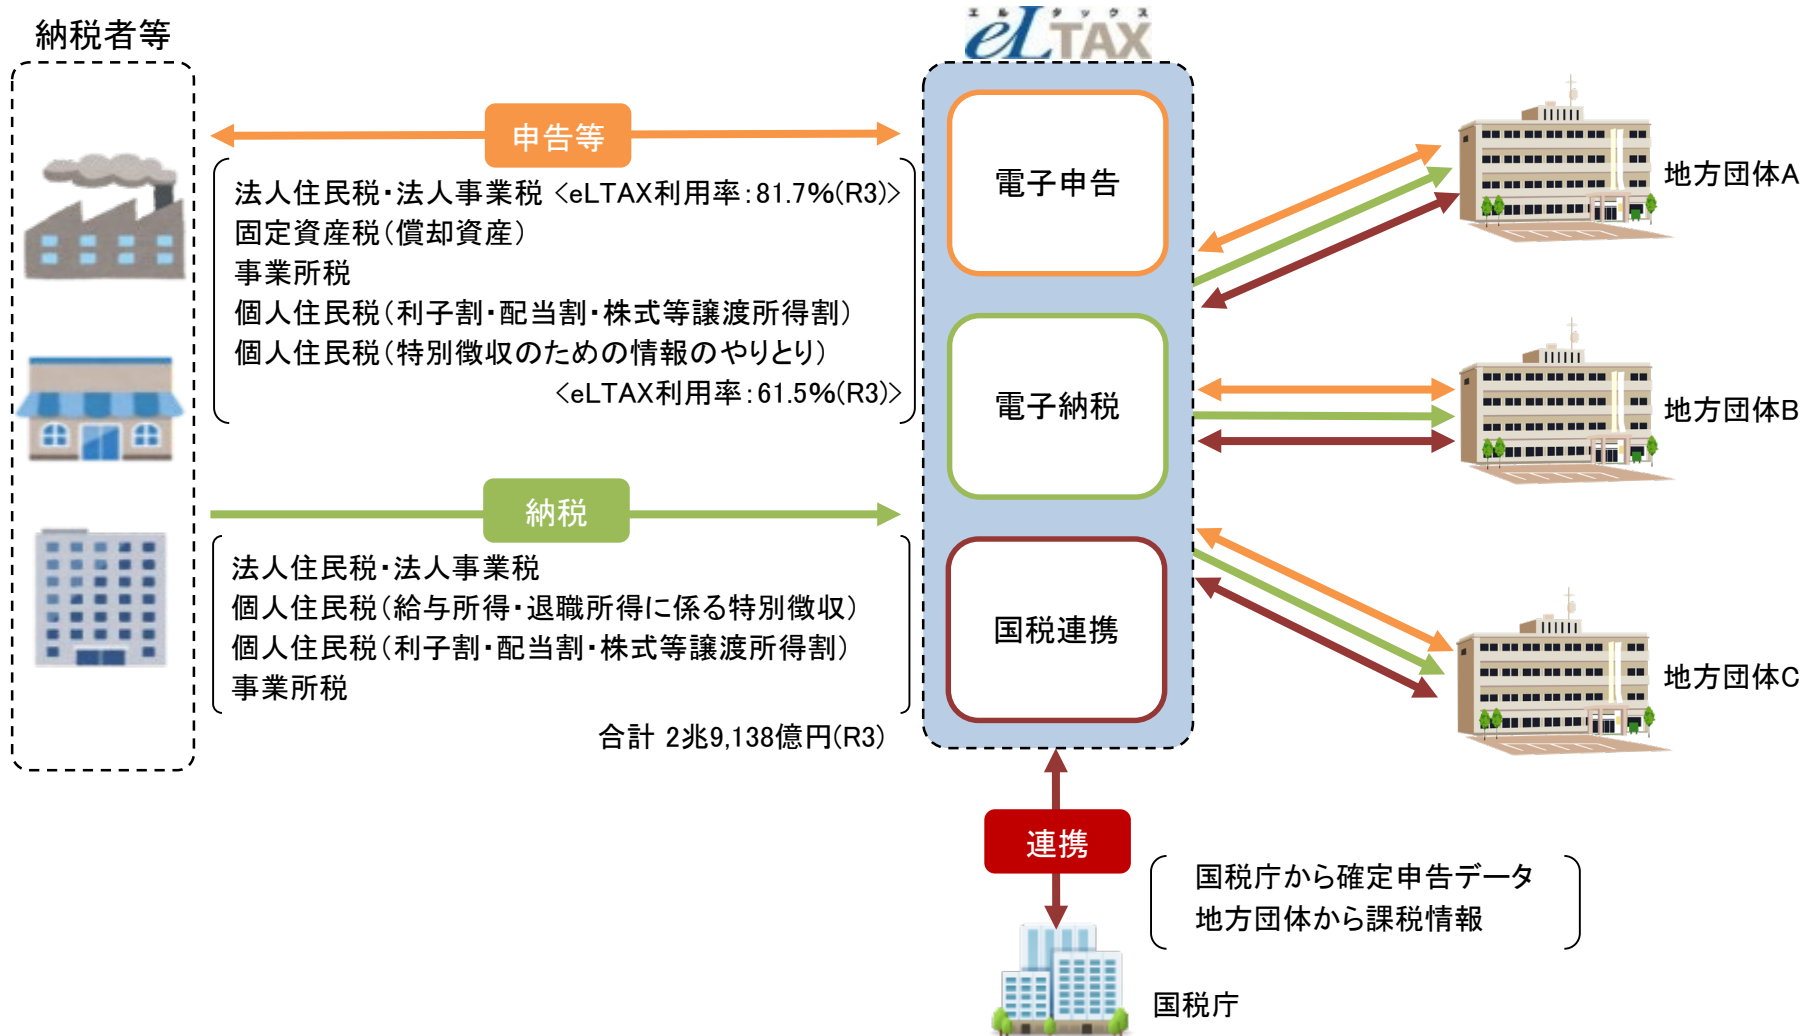 納税者等
エルタックス
eLTAX
申告等
法人住民税・法人事業税 <eLTAX利用率:81.7%(R3)>
固定資産税(償却資産)
事業所税
個人住民税(利子割・配当割・株式等譲渡所得割)
個人住民税(特別徴収のための情報のやりとり)
<eLTAX利用率:61.5%(R3)>
納税
法人住民税・法人事業税
個人住民税(給与所得・退職所得に係る特別徴収)
個人住民税(利子割・配当割・株式等譲渡所得割)
事業所税
合計 2兆9,138億円(R3)
電子申告
電子納税
国税連携
地方団体A
地方団体B
地方団体C
連携
国税庁から確定申告データ
地方団体から課税情報
国税庁